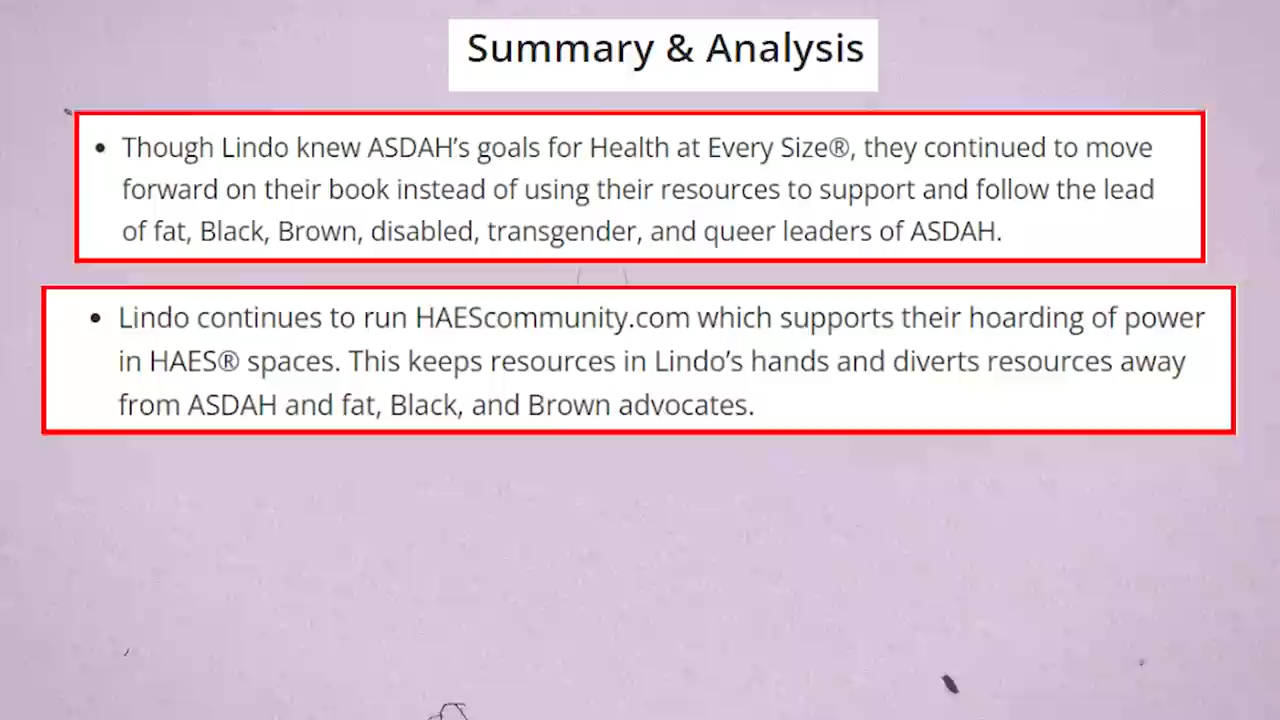 Summary & Analysis
• Though Lindo knew ASDAH’s goals for Health at Every Size®, they continued to move
forward on their book instead of using their resources to support and follow the lead
of fat, Black, Brown, disabled, transgender, and queer leaders of ASDAH.
• Lindo continues to run HAEScommunity.com which supports their hoarding of power
in HAES® spaces. This keeps resources in Lindo’s hands and diverts resources away
from ASDAH and fat, Black, and Brown advocates.